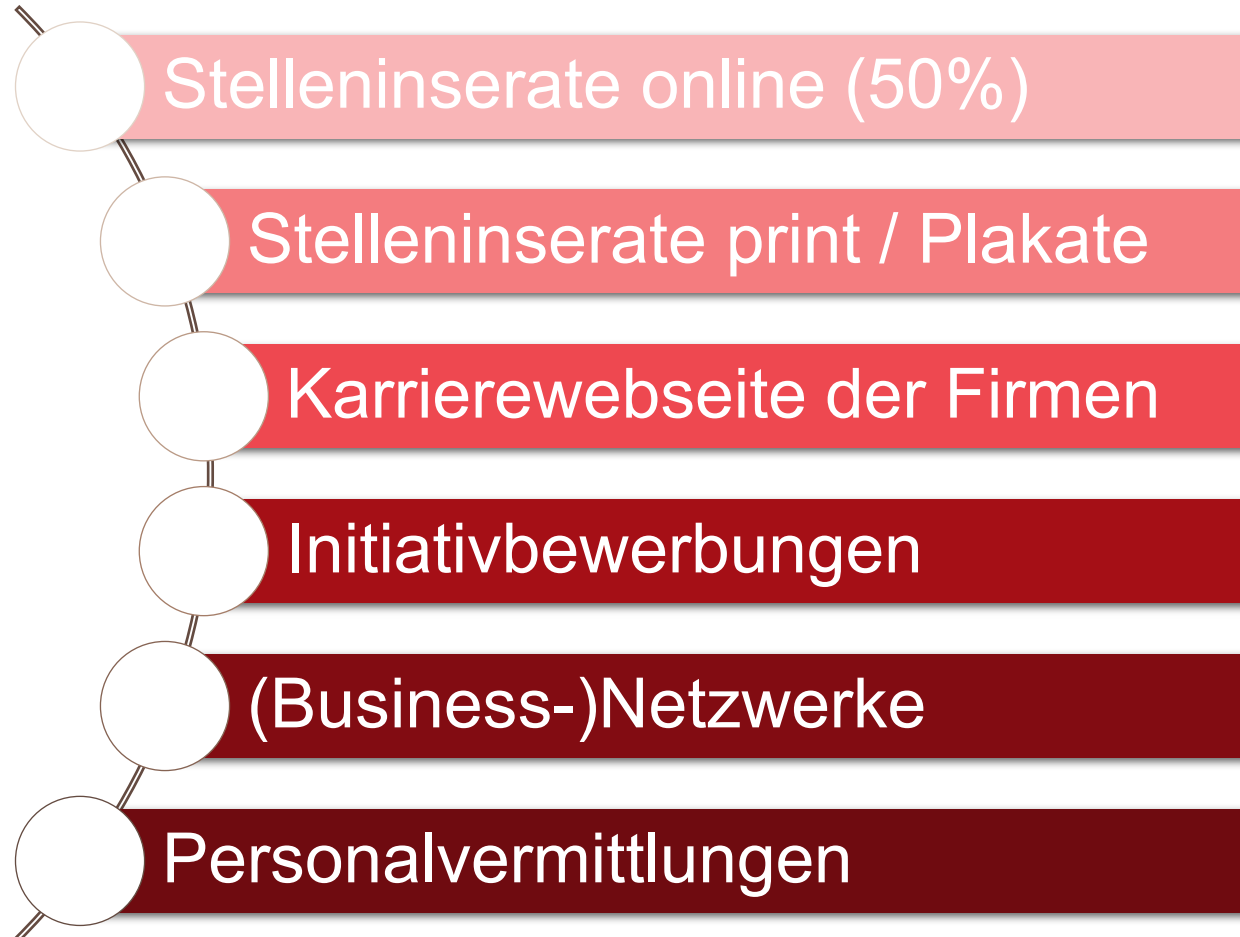 Stelleninserate online (50%)
Stelleninserate print / Plakate
Karrierewebseite der Firmen
Initiativbewerbungen
(Business-)Netzwerke
Personalvermittlungen